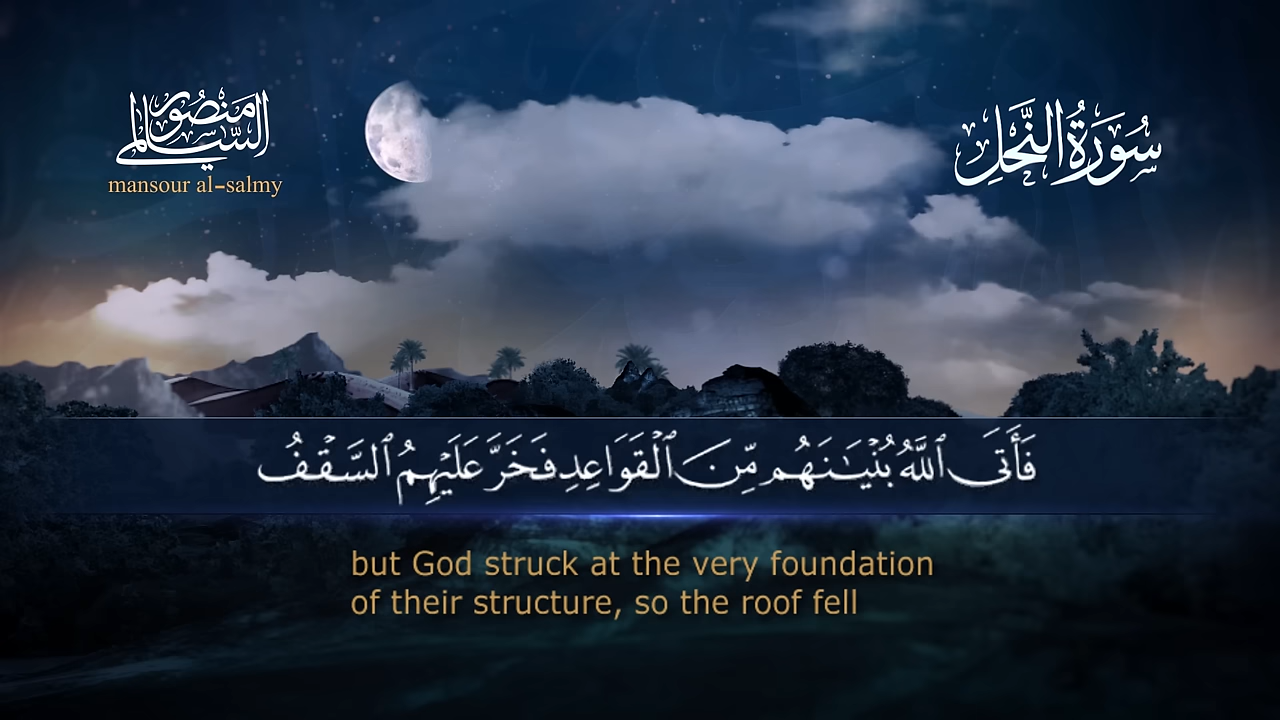 منصور السالمي
mansour al-salmy
سُورَةُ النَّحْلِ
فَأَتَى ٱللَّهُ بُنْيَـٰنَهُم مِّنَ ٱلْقَوَاعِدِ فَخَرَّ عَلَيْهِمُ ٱلسَّقْفُ
but God struck at the very foundation
of their structure, so the roof fell